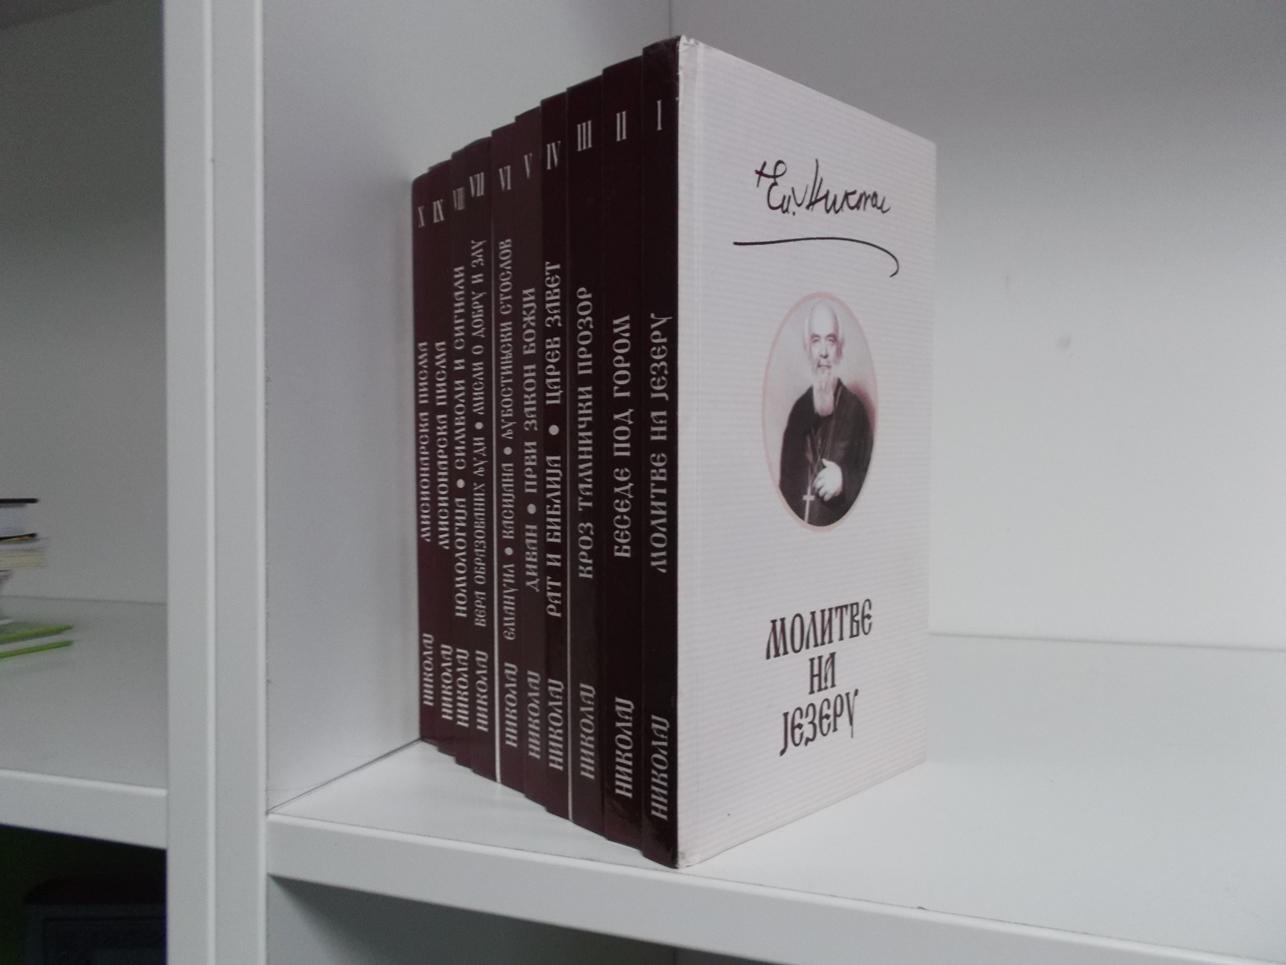 Еп. Николај
МОЛИТВЕ
НА
ЈЕЗЕРУ
I МОЛИТВЕ НА ЈЕЗЕРУ НИКОЛАЈ
II БЕСЕДЕ ПОД ГОРОМ НИКОЛАЈ
III КРОЗ ТАМНИЧКИ ПРОЗОР НИКОЛАЈ
IV РАТ И БИБЛИЈА • ЦАРЕВ ЗАВЕТ НИКОЛАЈ
V ДИВАН • ПРВИ ЗАКОН БОЖЈИ НИКОЛАЈ
VI ЕМАНУИЛ • КАСИЈАНА • ЉУБОСТИЊСКИ СТОСЛОВ НИКОЛАЈ
VII ВЕРА ОБРАЗОВАНИХ ЉУДИ • МИСЛИ О ДОБРУ И ЗЛУ НИКОЛАЈ
VIII НОМОЛОГИЈА • СИМВОЛИ И СИГНАЛИ НИКОЛАЈ
IX МИСИОНАРСКА ПИСМА НИКОЛАЈ
X МИСИОНАРСКА ПИСМА НИКОЛАЈ